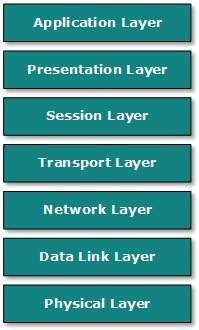 Application Layer
Presentation Layer
Session Layer
Transport Layer
Network Layer
Data Link Layer
Physical Layer